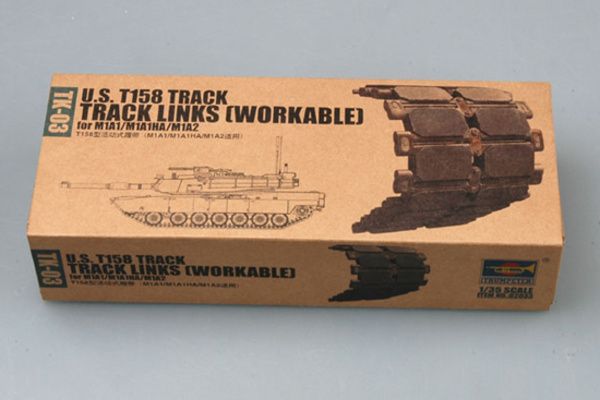 TK-03
U.S. T158 TRACK
TRACK LINKS (WORKABLE)
for M1A1/M1A1HA/M1A2
T158型活动式履带（M1A1/M1A1HA/M1A2适用）
TK-03
U.S. T158 TRACK
TRACK LINKS (WORKABLE)
for M1A1/M1A1HA/M1A2
T158型活动式履带（M1A1/M1A1HA/M1A2适用）
TRUMPETER
1/35 SCALE
ITEM NO. 02033